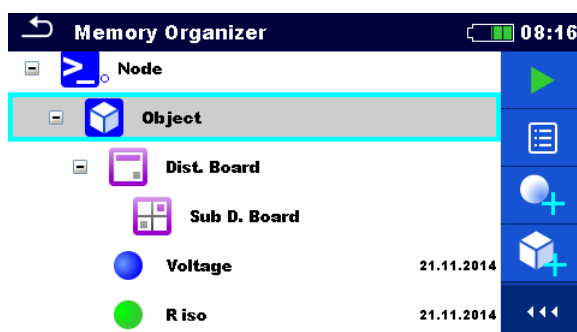 Memory Organizer 08:16
Node
Object
Dist. Board
Sub D. Board
Voltage 21.11.2014
R iso 21.11.2014